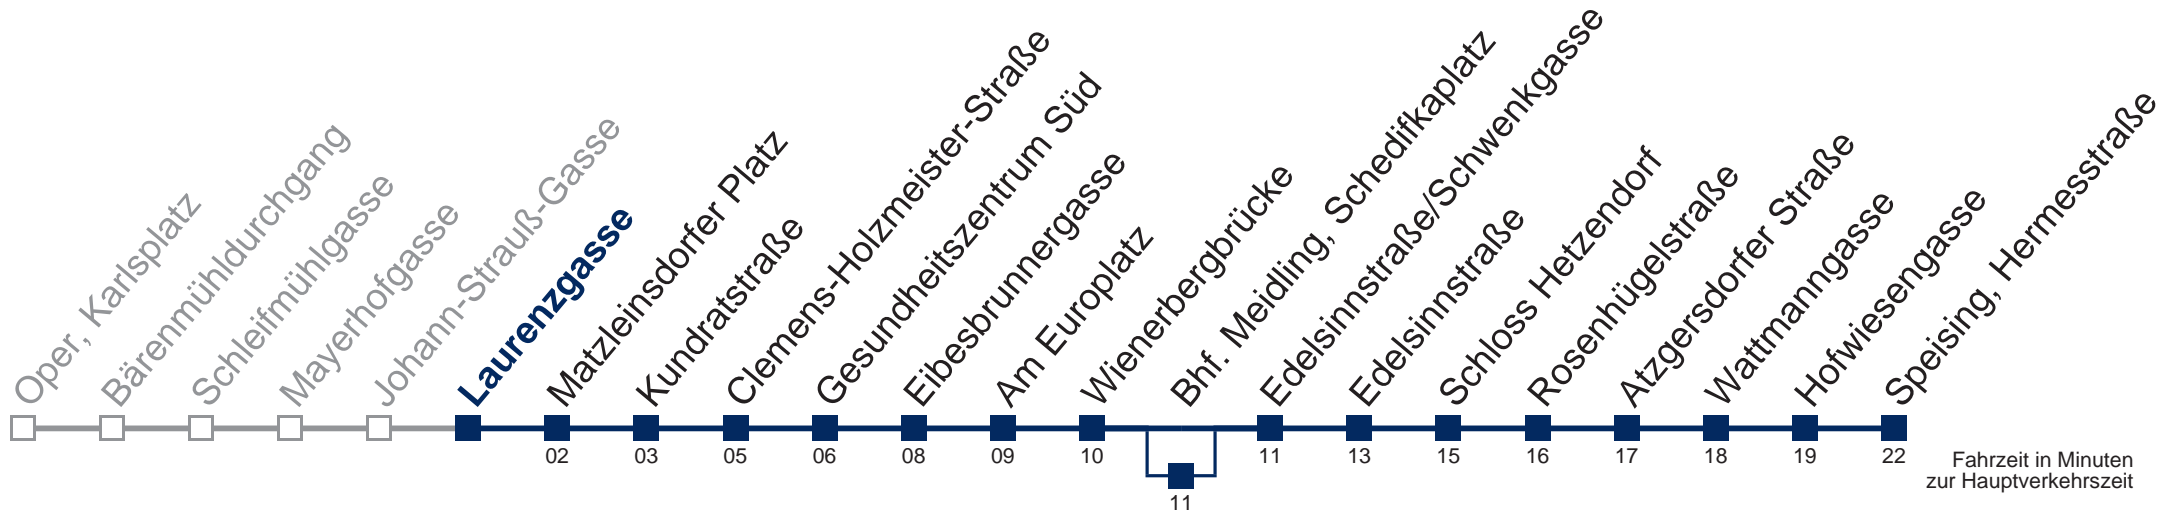 Oper, Karlsplatz
Bärenmühldurchgang
Schleifmühlgasse
Mayerhofgasse
Johann-Strauß-Gasse
Laurenzgasse
Matzleinsdorfer Platz
Kundratstraße
Clemens-Holzmeister-Straße
Gesundheitszentrum Süd
Eibesbrunnergasse
Am Europlatz
Wienerbergbrücke
Bhf. Meidling, Schedifkaplatz
Edelsinnstraße/Schwenkgasse
Edelsinnstraße
Schloss Hetzendorf
Rosenhügelstraße
Atzgersdorfer Straße
Wattmanngasse
Hofwiesengasse
Speising, Hermesstraße
02 03 05 06 08 09 10 11 13 15 16 17 18 19 22
11
Fahrzeit in Minuten
zur Hauptverkehrszeit